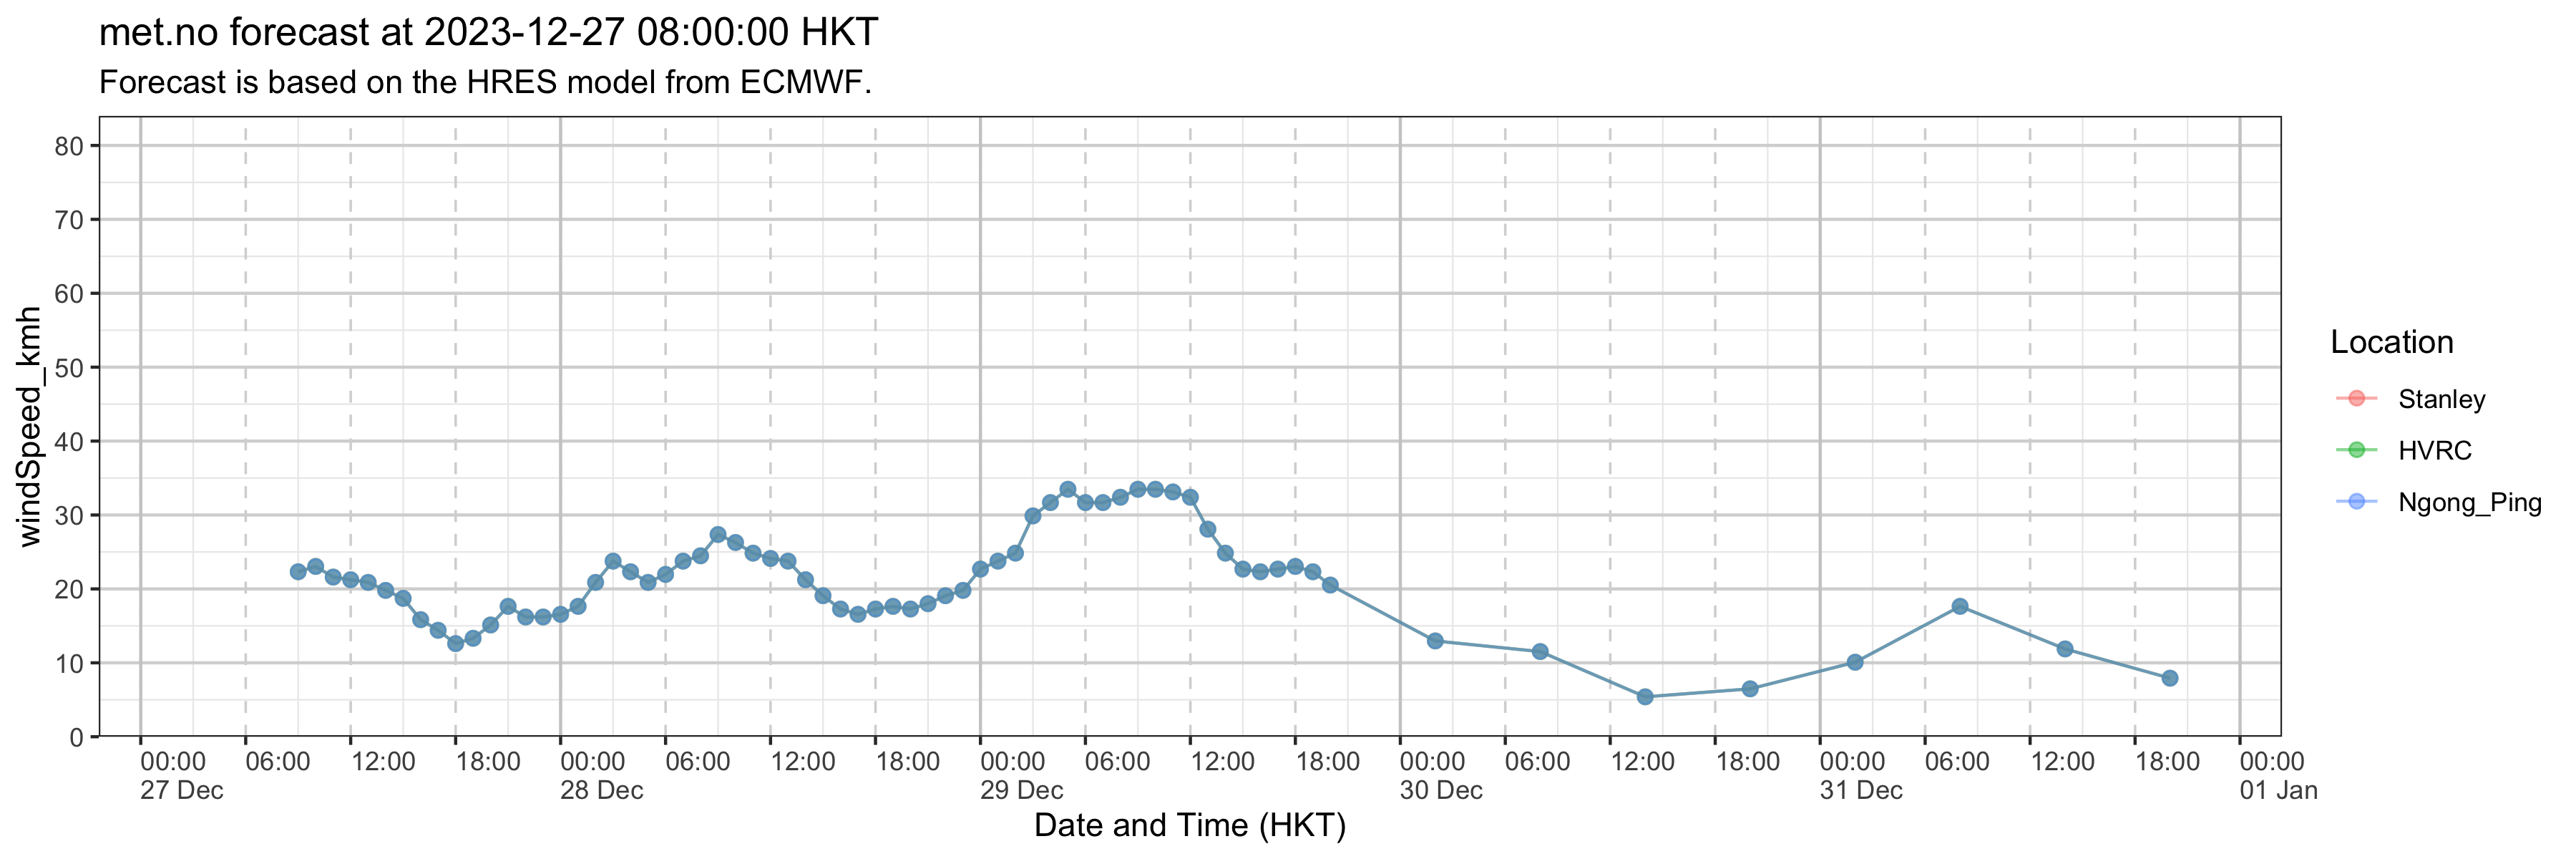 met.no forecast at 2023-12-27 08:00:00 HKT
Forecast is based on the HRES model from ECMWF.
windSpeed_kmh
80
70
60
50
40
30
20
10
0
00:00 06:00 12:00 18:00 00:00 06:00 12:00 18:00 00:00 06:00 12:00 18:00 00:00 06:00 12:00 18:00 00:00 06:00 12:00 18:00 00:00
27 Dec 28 Dec 29 Dec 30 Dec 31 Dec 01 Jan
Date and Time (HKT)
Location
Stanley
HVRC
Ngong_Ping